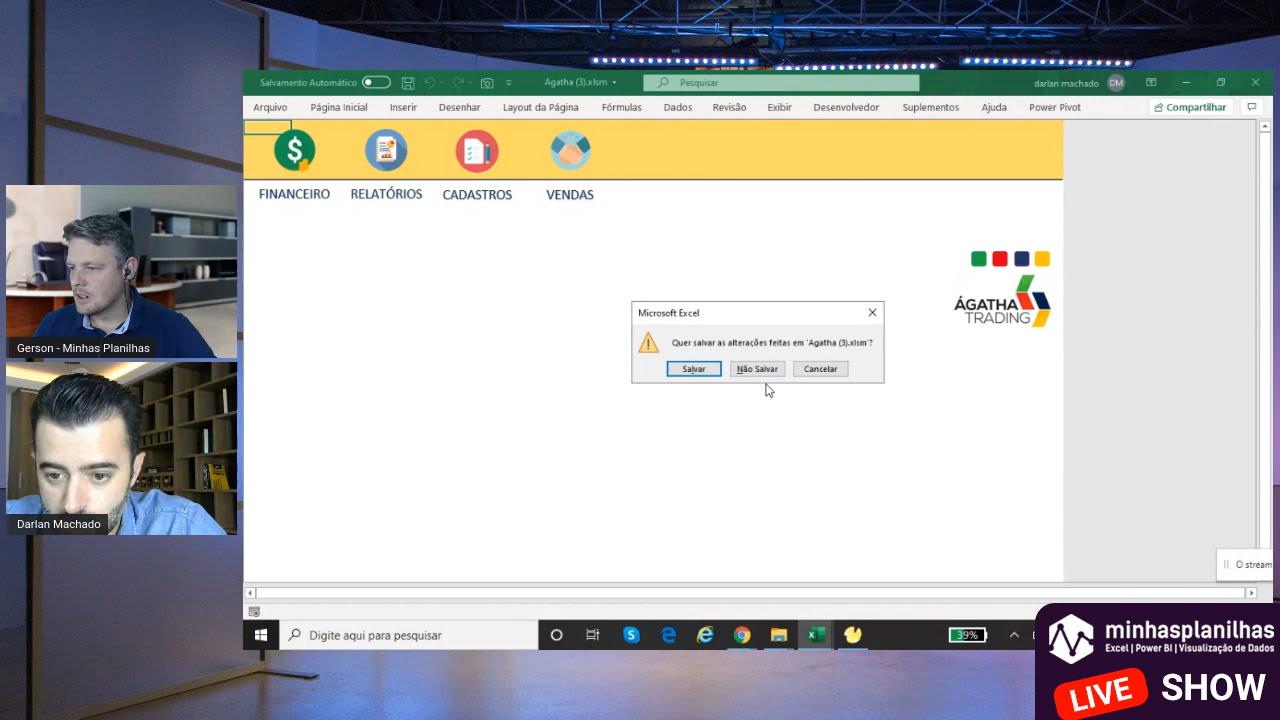 Salvamento Automático
Agatha (3).xlsm
Pesquisar
darlan machado
DM
Arquivo
Página Inicial
Inserir
Desenhar
Layout da Página
Fórmulas
Dados
Revisão
Exibir
Desenvolvedor
Suplementos
Ajuda
Power Pivot
Compartilhar
FINANCEIRO
RELATÓRIOS
CADASTROS
VENDAS
ÁGATHA
TRADING
Microsoft Excel
Quer salvar as alterações feitas em 'Agatha (3).xlsm'?
Salvar
Não Salvar
Cancelar
Gerson - Minhas Planilhas
Darlan Machado
O stream
Digite aqui para pesquisar
39%
minhasplanilhas
Excel | Power BI | Visualização de Dados
LIVE SHOW